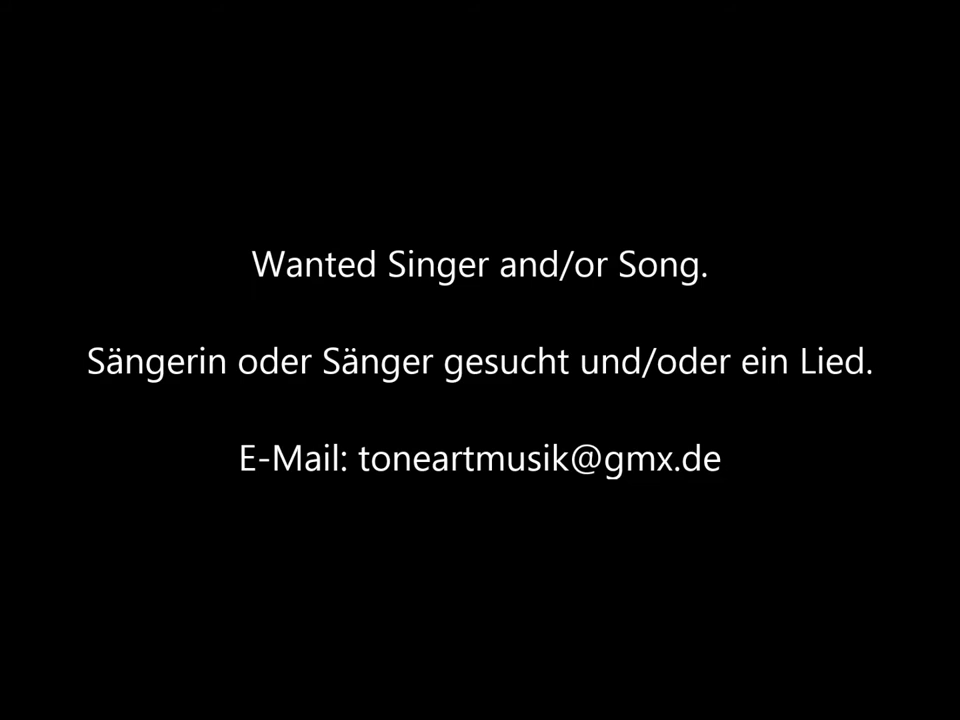 Wanted Singer and/or Song.
Sängerin oder Sänger gesucht und/oder ein Lied.
E-Mail: toneartmusik@gmx.de